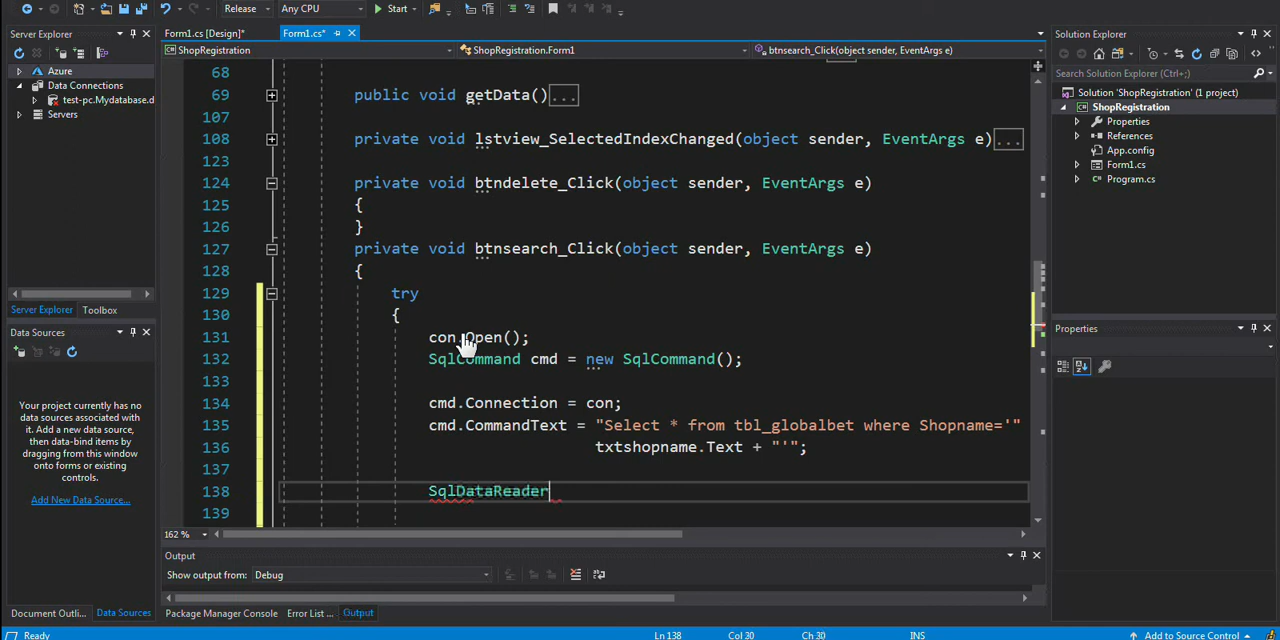 Release
Any CPU
Start
Server Explorer
Azure
Data Connections
test-pc.Mydatabase.d
Servers
Server Explorer
Toolbox
Data Sources
Your project currently has no
data sources associated with
it. Add a new data source,
then data-bind items by
dragging from this window
onto forms or existing
controls.
Add New Data Source...
Document Outli...
Data Sources
Form1.cs [Design]*
Form1.cs*
ShopRegistration
ShopRegistration.Form1
btnsearch_Click(object sender, EventArgs e)
68
69 public void getData()...
107
108 private void lstview_SelectedIndexChanged(object sender, EventArgs e)...
123
124 private void btndelete_Click(object sender, EventArgs e)
125 {
126 }
127 private void btnsearch_Click(object sender, EventArgs e)
128 {
129 try
130 {
131 con.Open();
132 SqlCommand cmd = new SqlCommand();
133
134 cmd.Connection = con;
135 cmd.CommandText = "Select * from tbl_globalbet where Shopname='"
136 txtshopname.Text + "'";
137
138 SqlDataReader
139
162 %
Output
Show output from: Debug
Package Manager Console
Error List ...
Output
Solution Explorer
Search Solution Explorer (Ctrl+;)
Solution 'ShopRegistration' (1 project)
ShopRegistration
Properties
References
App.config
Form1.cs
Program.cs
Properties
Ready
Ln 138
Col 30
Ch 30
INS
Add to Source Control